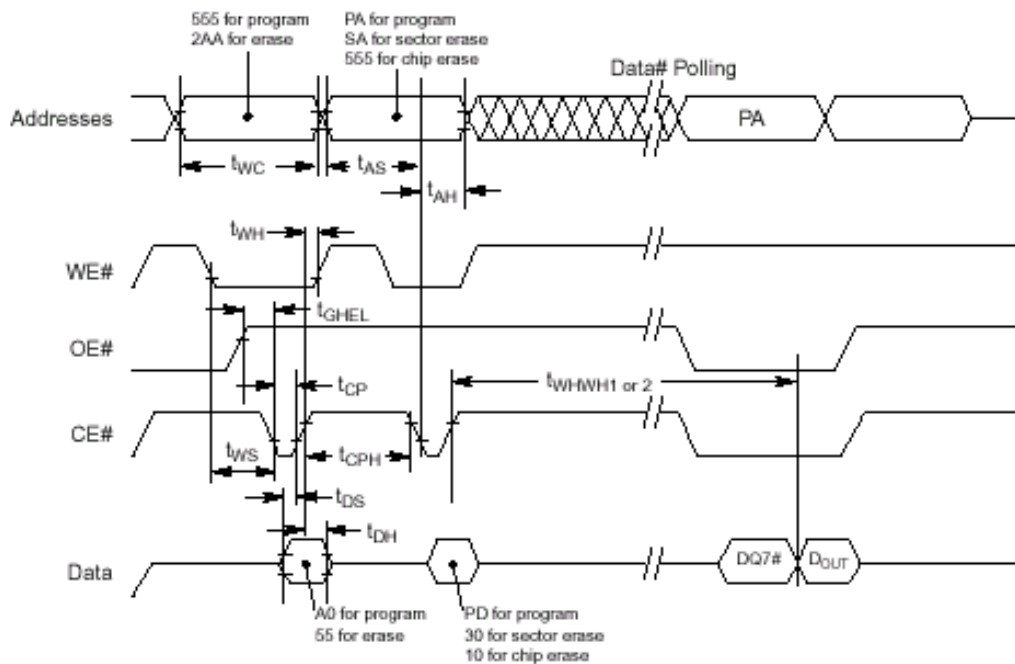 555 for program
2AA for erase
PA for program
SA for sector erase
555 for chip erase
Data# Polling
Addresses
PA
tWC
tAS
tAH
tWH
WE#
tGHEL
OE#
tCP
tWHWH1 or 2
CE#
tWS
tCPH
tDS
tDH
Data
DQ7#
DOUT
A0 for program
55 for erase
PD for program
30 for sector erase
10 for chip erase